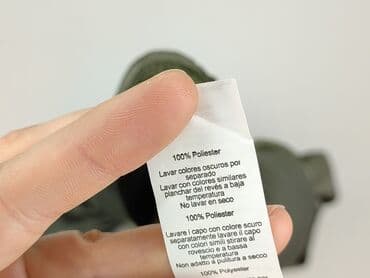 100% Poliester
Lavar colores oscuros por
separado
Lavar con colores similares
planchar del revés a baja
temperatura
No lavar en seco
100% Poliester
Lavare i capo con colore scuro
separatamente lavare il capo
con colori simili stirare al
rovescio e a bassa
temperatura
Non adatto a pulitura a secco
100% Polyester